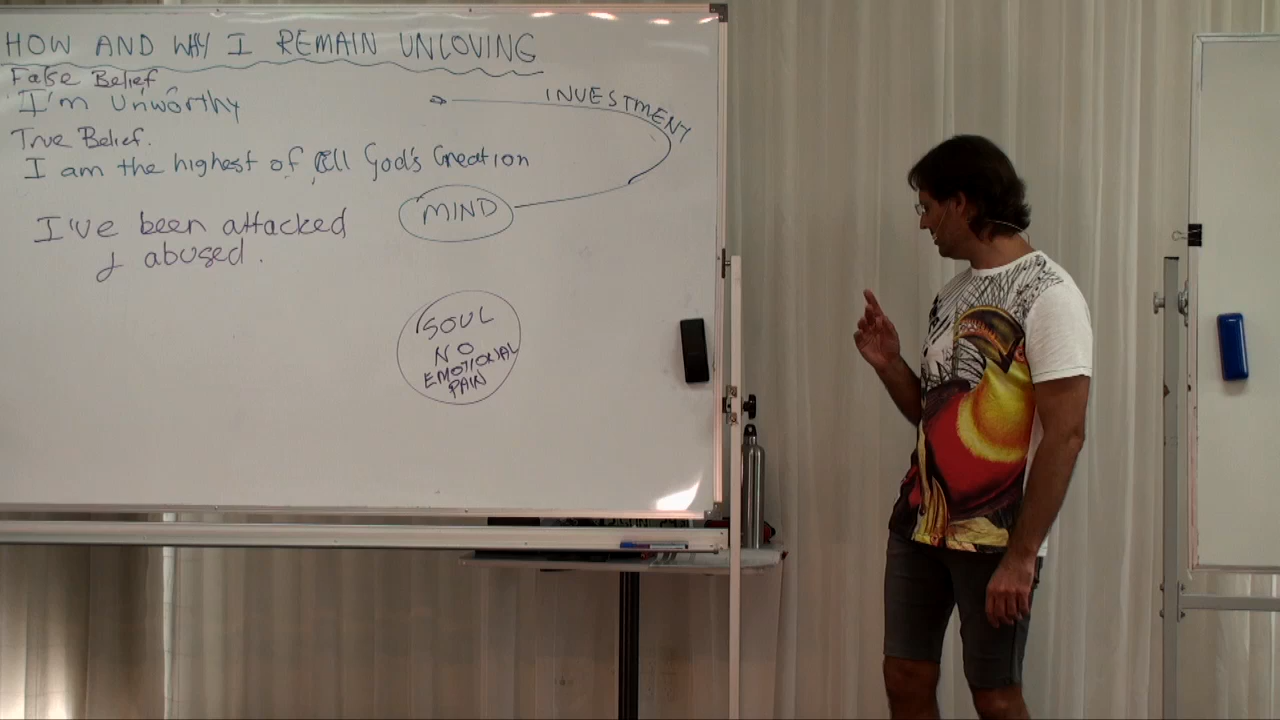 HOW AND WHY I REMAIN UNLOVING
False Belief
I'm Unworthy
INVESTMENT
True Belief.
I am the highest of all God's Creation
MIND
I've been attacked
& abused.
SOUL
NO
EMOTIONAL
PAIN